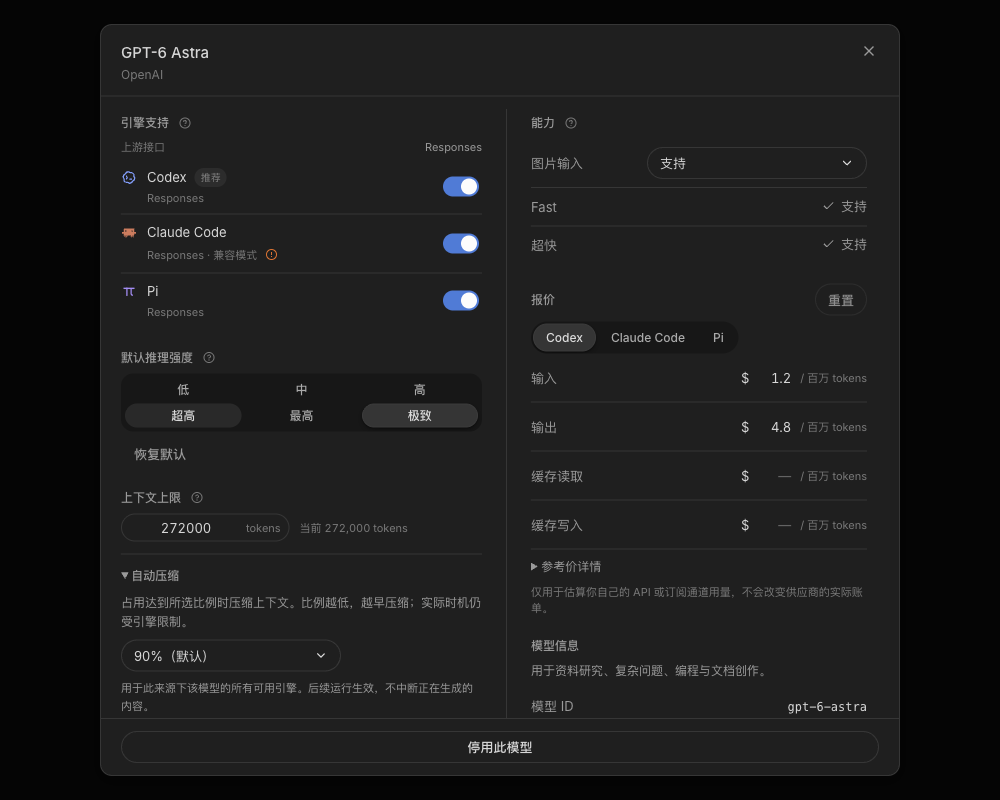 GPT-6 Astra
OpenAI
引擎支持
上游接口 Responses
Codex 推荐
Responses
Claude Code
Responses · 兼容模式
Pi
Responses
默认推理强度
低 中 高
超高 最高 极致
恢复默认
上下文上限
272000 tokens 当前 272,000 tokens
自动压缩
占用达到所选比例时压缩上下文。比例越低，越早压缩；实际时机仍
受引擎限制。
90%（默认）
用于此来源下该模型的所有可用引擎。后续运行生效，不中断正在生成的
内容。
能力
图片输入 支持
Fast 支持
超快 支持
报价 重置
Codex Claude Code Pi
输入 $ 1.2 / 百万 tokens
输出 $ 4.8 / 百万 tokens
缓存读取 $ — / 百万 tokens
缓存写入 $ — / 百万 tokens
参考价详情
仅用于估算你自己的 API 或订阅通道用量，不会改变供应商的实际账
单。
模型信息
用于资料研究、复杂问题、编程与文档创作。
模型 ID gpt-6-astra
停用此模型